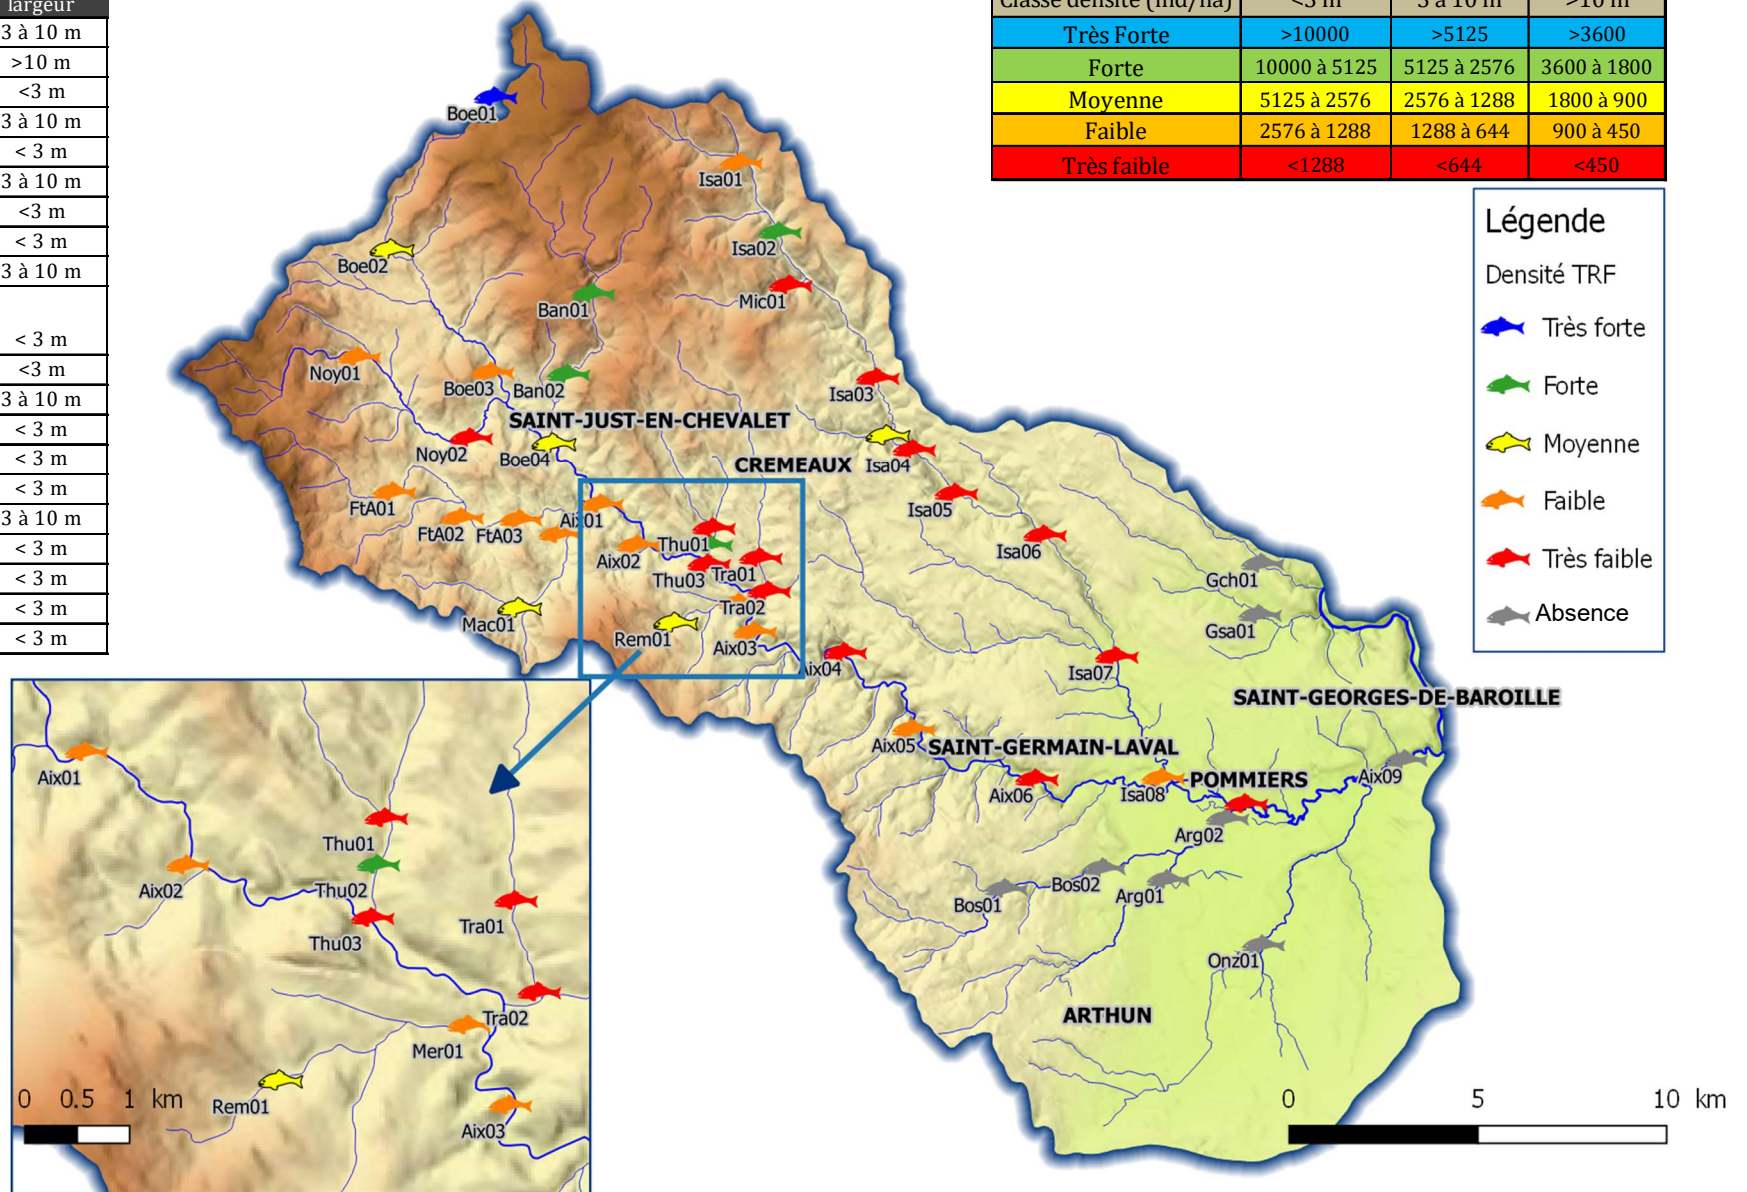 largeur
3 à 10 m
>10 m
<3 m
3 à 10 m
< 3 m
3 à 10 m
<3 m
< 3 m
3 à 10 m
< 3 m
<3 m
3 à 10 m
< 3 m
< 3 m
< 3 m
3 à 10 m
< 3 m
< 3 m
< 3 m
< 3 m
Classe densité (ind/ha) <3 m 3 à 10 m >10 m
Très Forte >10000 >5125 >3600
Forte 10000 à 5125 5125 à 2576 3600 à 1800
Moyenne 5125 à 2576 2576 à 1288 1800 à 900
Faible 2576 à 1288 1288 à 644 900 à 450
Très faible <1288 <644 <450
Légende
Densité TRF
Très forte
Forte
Moyenne
Faible
Très faible
Absence
Boe01
Isa01
Isa02
Boe02
Mic01
Ban01
Noy01
Boe03
Ban02
Isa03
SAINT-JUST-EN-CHEVALET
Noy02
Boe04
CREMEAUX
Isa04
FtA01
Isa05
FtA02
FtA03
Aix01
Thu01
Isa06
Aix02
Thu03
Tra01
Gch01
Tra02
Mac01
Rem01
Aix03
Gsa01
Aix04
Isa07
SAINT-GEORGES-DE-BAROILLE
Aix05
SAINT-GERMAIN-LAVAL
Aix06
Isa08
POMMIERS
Aix09
Arg02
Bos01
Bos02
Arg01
Onz01
ARTHUN
0 5 10 km
Aix01
Thu01
Aix02
Thu02
Tra01
Thu03
Tra02
Mer01
Rem01
Aix03
0 0.5 1 km